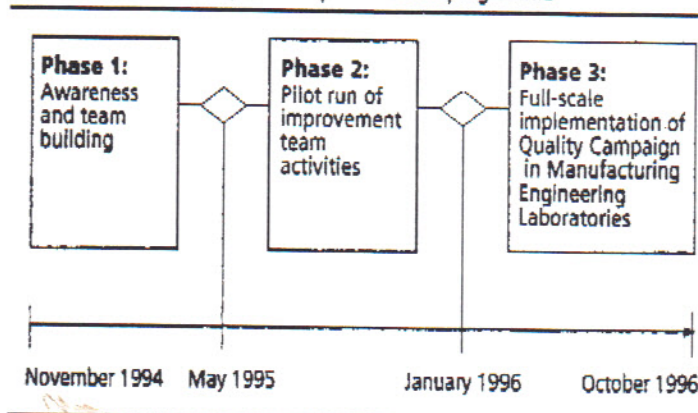 Phase 1:
Awareness
and team
building
Phase 2:
Pilot run of
improvement
team
activities
Phase 3:
Full-scale
implementation of
Quality Campaign
in Manufacturing
Engineering
Laboratories
November 1994 May 1995 January 1996 October 1996